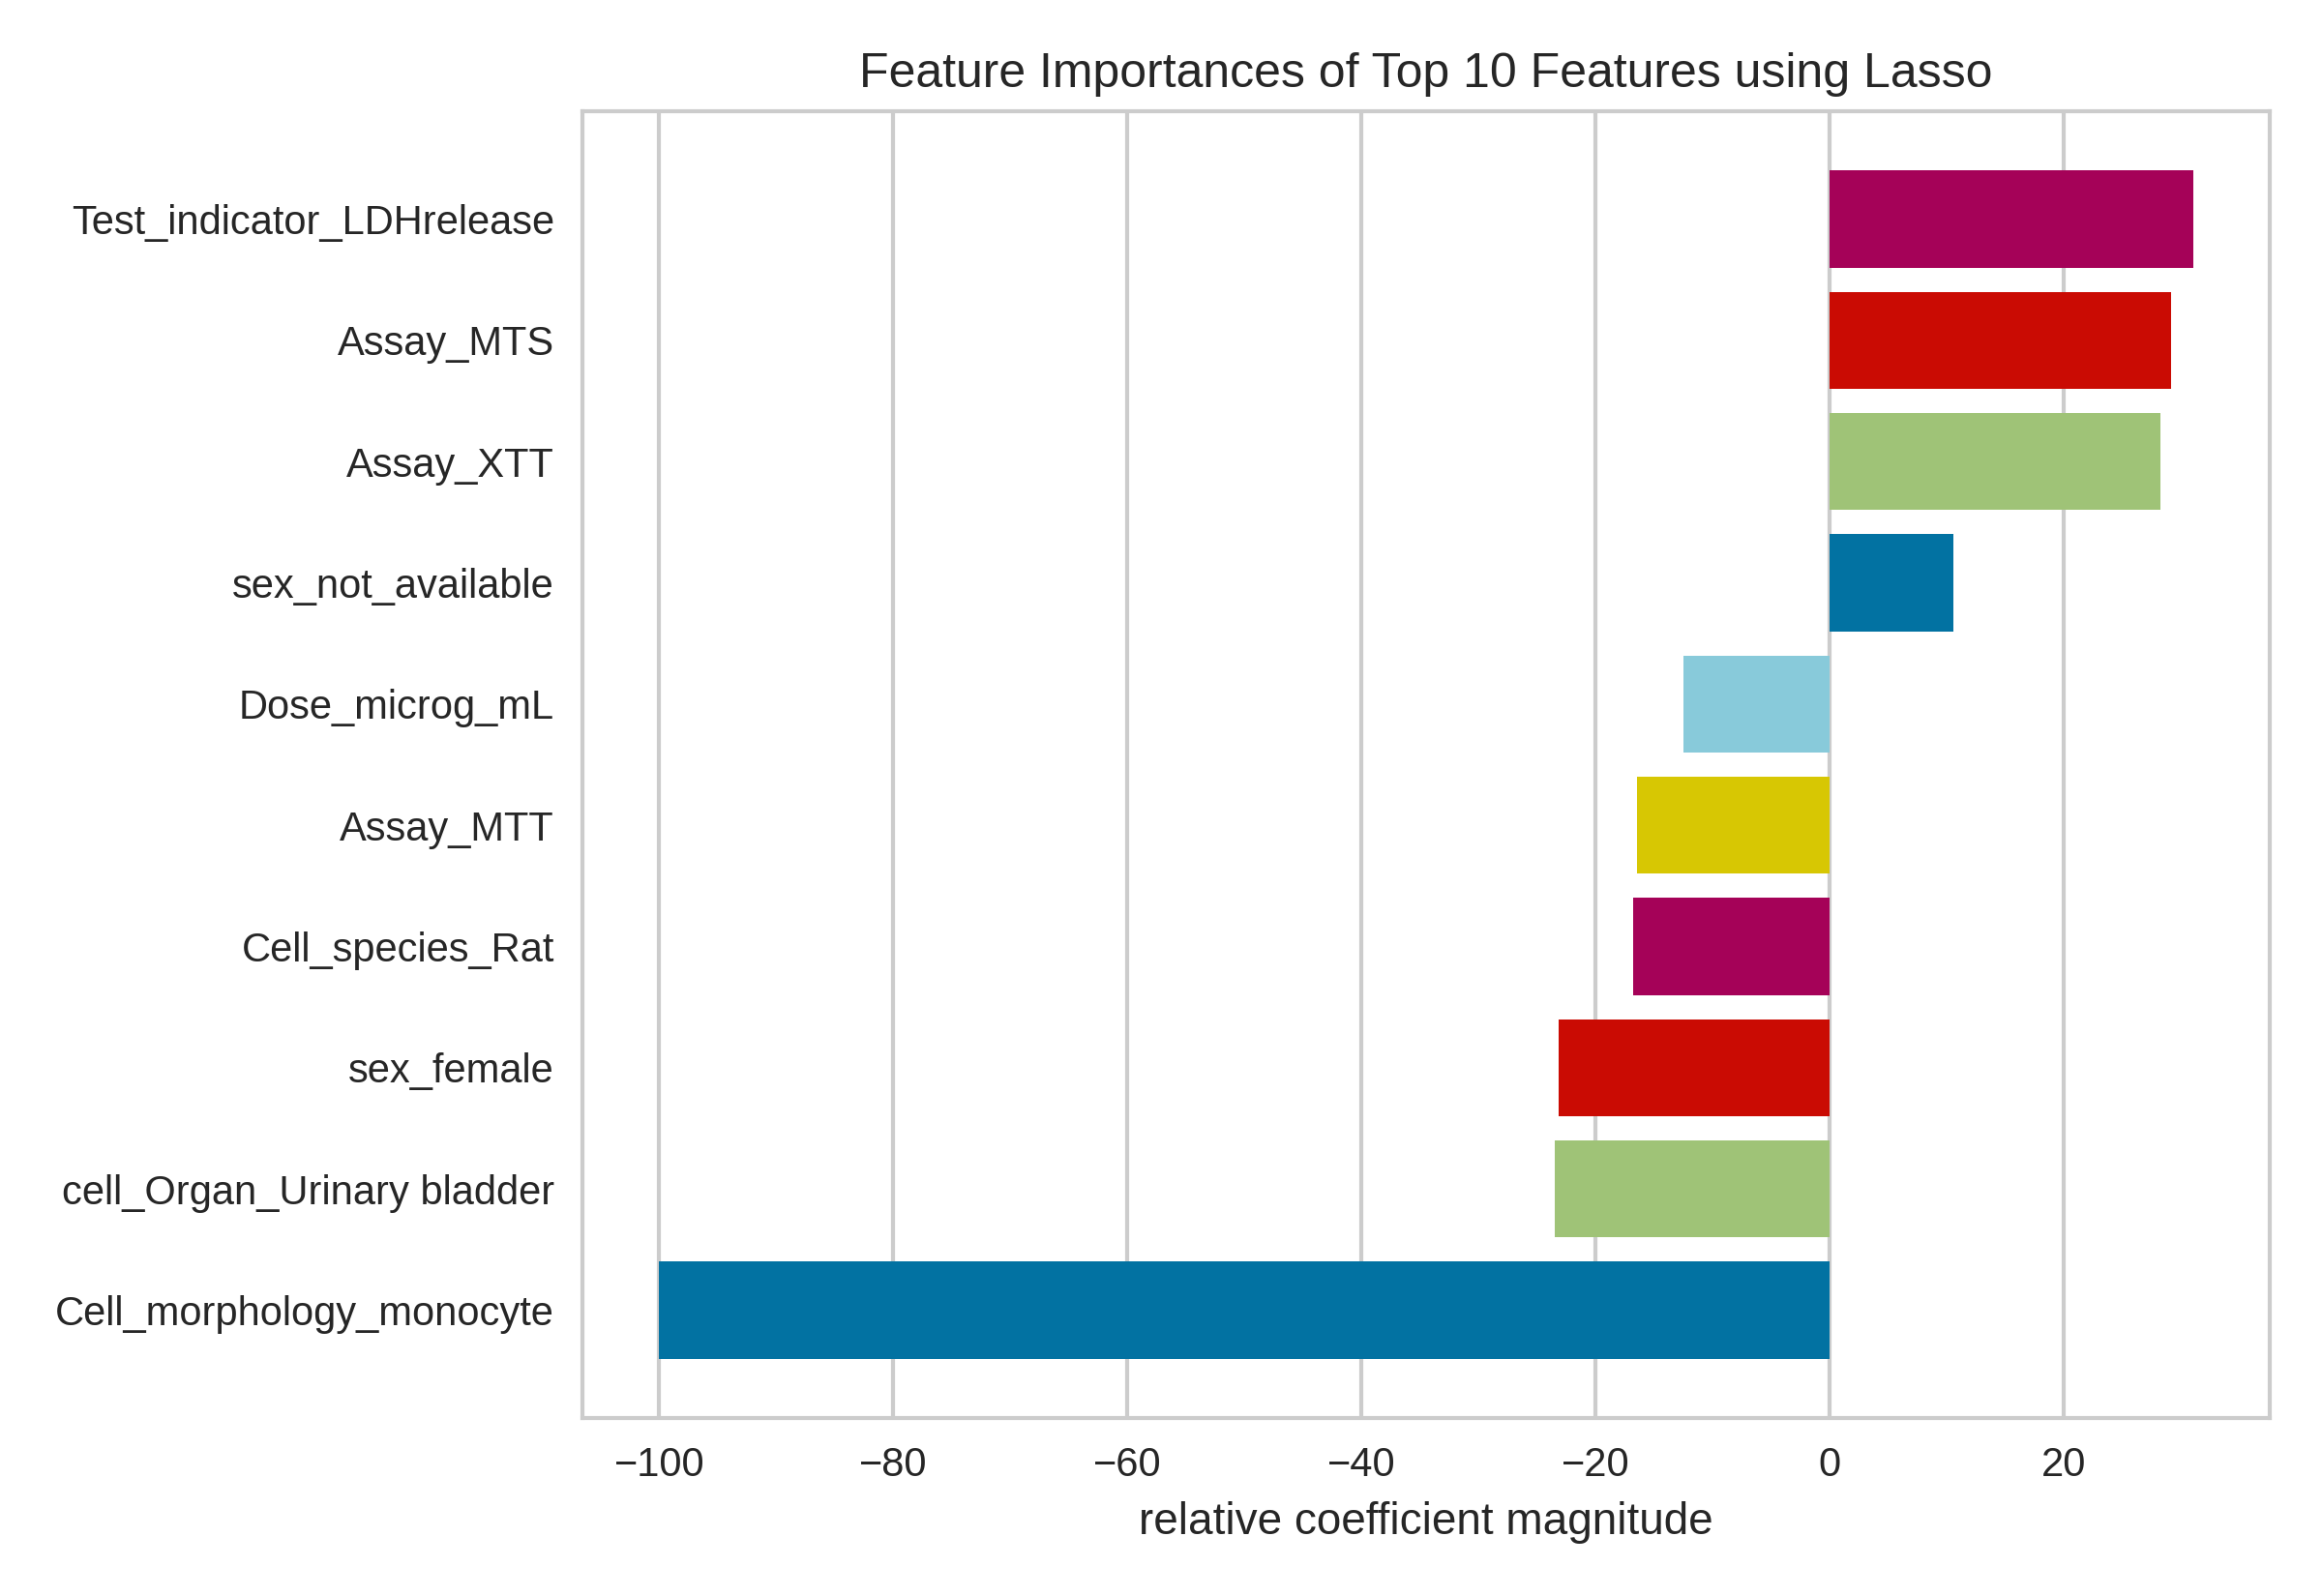 Feature Importances of Top 10 Features using Lasso
Test_indicator_LDHrelease
Assay_MTS
Assay_XTT
sex_not_available
Dose_microg_mL
Assay_MTT
Cell_species_Rat
sex_female
cell_Organ_Urinary bladder
Cell_morphology_monocyte
−100 −80 −60 −40 −20 0 20
relative coefficient magnitude